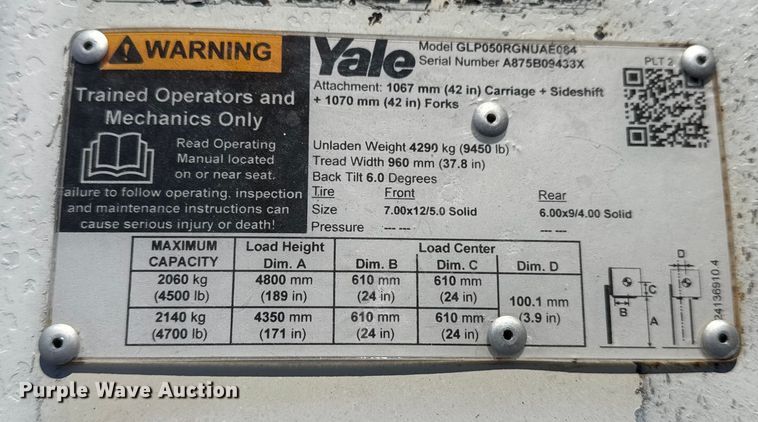 WARNING
Trained Operators and
Mechanics Only
Read Operating
Manual located
on or near seat.
ailure to follow operating, inspection
and maintenance instructions can
cause serious injury or death!
Yale
Model GLP050RGNUAE084
Serial Number A875B09433X
PLT 2
Attachment: 1067 mm (42 in) Carriage + Sideshift
+ 1070 mm (42 in) Forks
Unladen Weight 4290 kg (9450 lb)
Tread Width 960 mm (37.8 in)
Back Tilt 6.0 Degrees
Tire Front Rear
Size 7.00x12/5.0 Solid 6.00x9/4.00 Solid
Pressure --- --- --- ---
MAXIMUM CAPACITY Load Height Dim. A Load Center Dim. B Dim. C Dim. D
2060 kg 4800 mm 610 mm 610 mm
(4500 lb) (189 in) (24 in) (24 in)
100.1 mm
(3.9 in)
2140 kg 4350 mm 610 mm 610 mm
(4700 lb) (171 in) (24 in) (24 in)
D
C
B
A
24136910.4
Purple Wave Auction